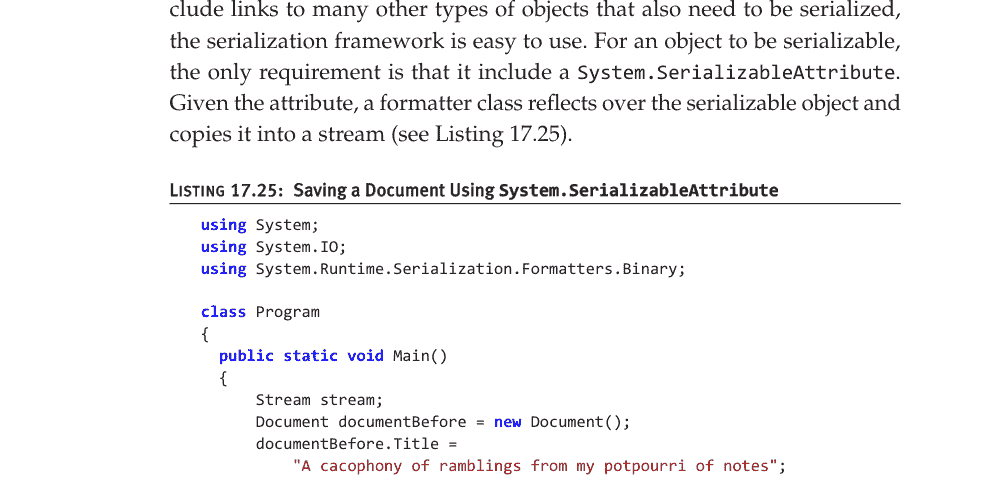 clude links to many other types of objects that also need to be serialized,
the serialization framework is easy to use. For an object to be serializable,
the only requirement is that it include a System.SerializableAttribute.
Given the attribute, a formatter class reflects over the serializable object and
copies it into a stream (see Listing 17.25).
LISTING 17.25: Saving a Document Using System.SerializableAttribute
using System;
using System.IO;
using System.Runtime.Serialization.Formatters.Binary;
class Program
{
  public static void Main()
  {
      Stream stream;
      Document documentBefore = new Document();
      documentBefore.Title =
          "A cacophony of ramblings from my potpourri of notes";